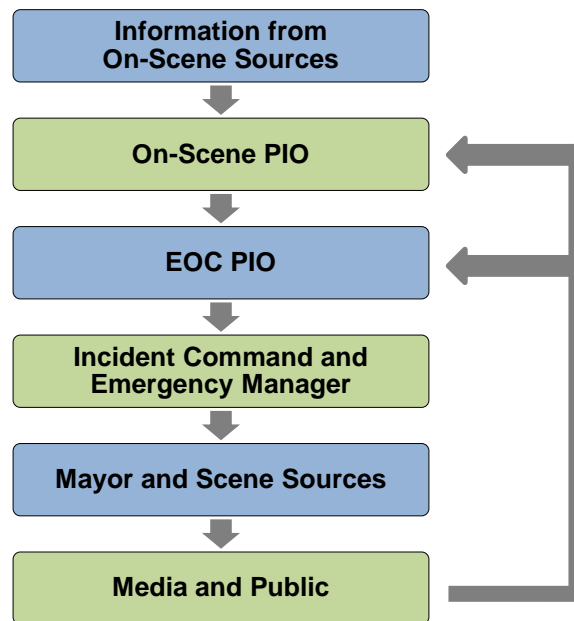 Information from
On-Scene Sources
On-Scene PIO
EOC PIO
Incident Command and
Emergency Manager
Mayor and Scene Sources
Media and Public